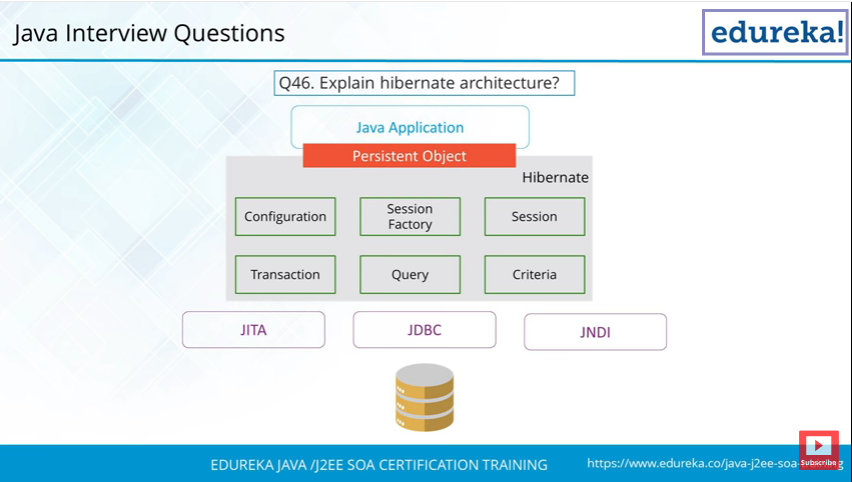 Java Interview Questions
edureka!
Q46. Explain hibernate architecture?
Java Application
Persistent Object
Hibernate
Configuration
Session
Factory
Session
Transaction
Query
Criteria
JITA
JDBC
JNDI
EDUREKA JAVA /J2EE SOA CERTIFICATION TRAINING
https://www.edureka.co/java-j2ee-soa-
Subscribe